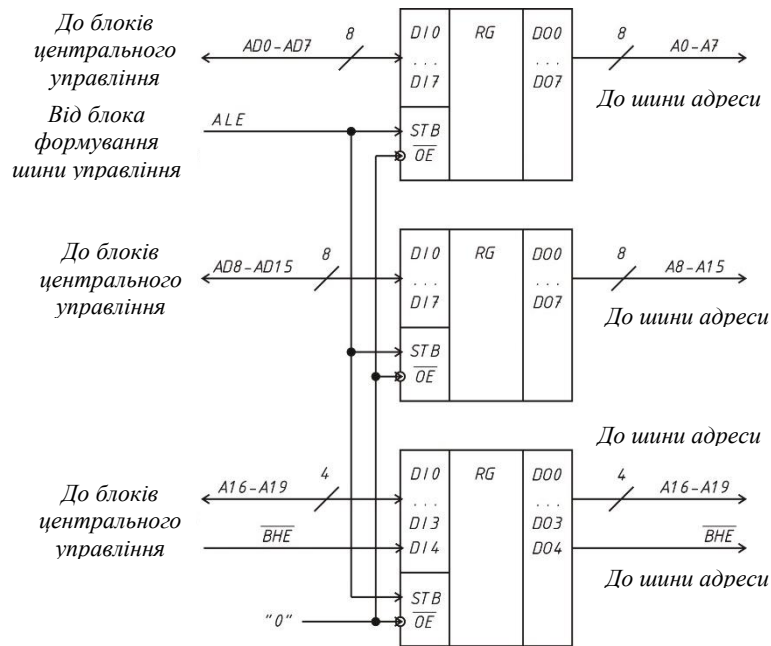 До блоків
центрального
управління
AD0-AD7
8
DI0
...
DI7
RG
DO0
...
DO7
8
A0-A7
До шини адреси
Від блока
формування
шини управління
ALE
STB
OE
До блоків
центрального
управління
AD8-AD15
8
DI0
...
DI7
RG
DO0
...
DO7
8
A8-A15
До шини адреси
STB
OE
До шини адреси
До блоків
центрального
управління
A16-A19
4
DI0
...
DI3
DI4
RG
DO0
...
DO3
DO4
4
A16-A19
BHE
BHE
До шини адреси
STB
OE
"0"